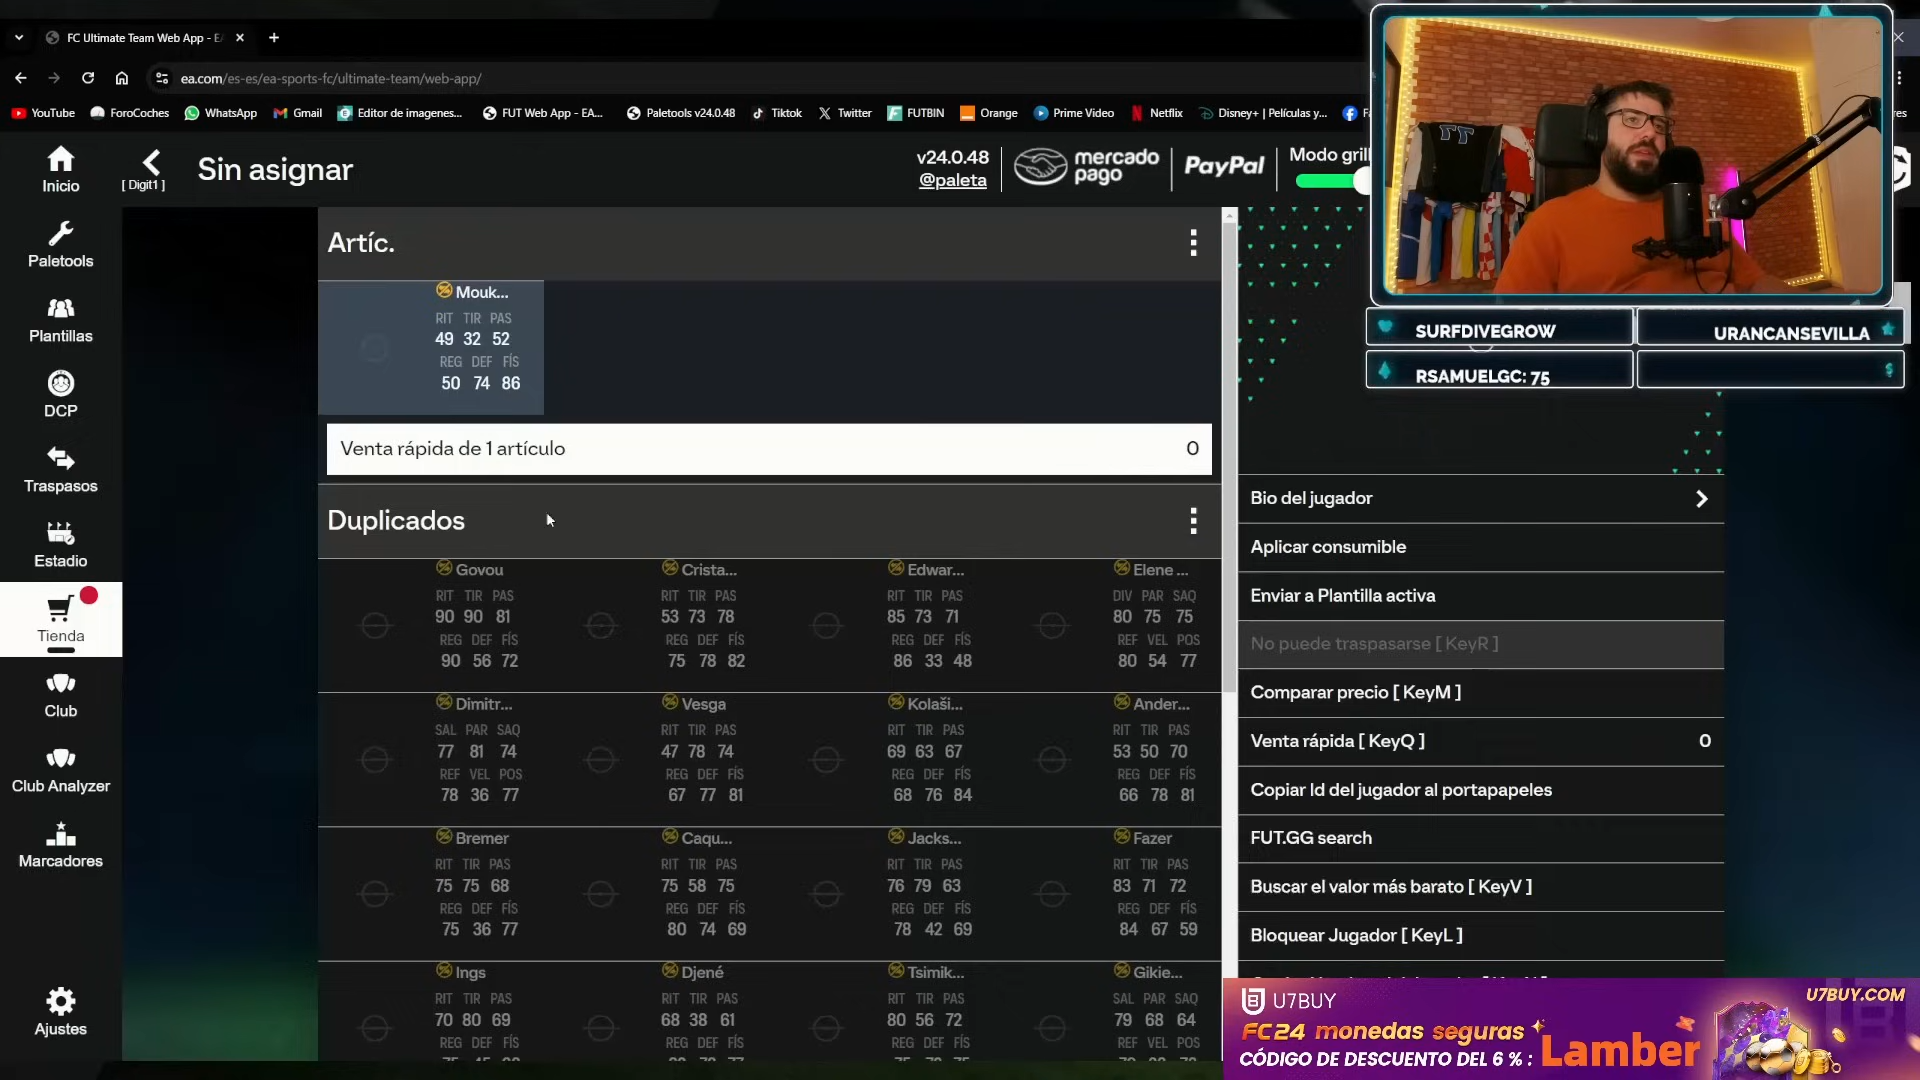 FC Ultimate Team Web App - E
ea.com/es-es/ea-sports-fc/ultimate-team/web-app/
YouTube
ForoCoches
WhatsApp
Gmail
Editor de imagenes...
FUT Web App - EA...
Paletools v24.0.48
Tiktok
Twitter
FUTBIN
Orange
Prime Video
Netflix
Disney+ | Películas y...
Inicio
[ Digit1 ]
Sin asignar
v24.0.48
@paleta
mercado
pago
PayPal
Modo grill
Paletools
Plantillas
DCP
Traspasos
Estadio
Tienda
Club
Club Analyzer
Marcadores
Ajustes
Artíc.
Mouk...
RIT TIR PAS
49 32 52
REG DEF FÍS
50 74 86
Venta rápida de 1 artículo 0
Duplicados
Govou Crista... Edwar... Elene ...
RIT TIR PAS RIT TIR PAS RIT TIR PAS DIV PAR SAQ
90 90 81 53 73 78 85 73 71 80 75 75
REG DEF FÍS REG DEF FÍS REG DEF FÍS REF VEL POS
90 56 72 75 78 82 86 33 48 80 54 77
Dimitr... Vesga Kolaši... Ander...
SAL PAR SAQ RIT TIR PAS RIT TIR PAS RIT TIR PAS
77 81 74 47 78 74 69 63 67 53 50 70
REF VEL POS REG DEF FÍS REG DEF FÍS REG DEF FÍS
78 36 77 67 77 81 68 76 84 66 78 81
Bremer Caqu... Jacks... Fazer
RIT TIR PAS RIT TIR PAS RIT TIR PAS RIT TIR PAS
75 75 68 75 58 75 76 79 63 83 71 72
REG DEF FÍS REG DEF FÍS REG DEF FÍS REG DEF FÍS
75 36 77 80 74 69 78 42 69 84 67 59
Ings Djené Tsimik... Gikie...
RIT TIR PAS RIT TIR PAS RIT TIR PAS SAL PAR SAQ
70 80 69 68 38 61 80 56 72 79 68 64
REG DEF FÍS REG DEF FÍS REG DEF FÍS REF VEL POS
SURFDIVEGROW
URANCANSEVILLA
RSAMUELGC: 75
Bio del jugador
Aplicar consumible
Enviar a Plantilla activa
No puede traspasarse [ KeyR ]
Comparar precio [ KeyM ]
Venta rápida [ KeyQ ] 0
Copiar Id del jugador al portapapeles
FUT.GG search
Buscar el valor más barato [ KeyV ]
Bloquear Jugador [ KeyL ]
U7BUY
U7BUY.COM
FC24 monedas seguras
CÓDIGO DE DESCUENTO DEL 6 % : Lamber